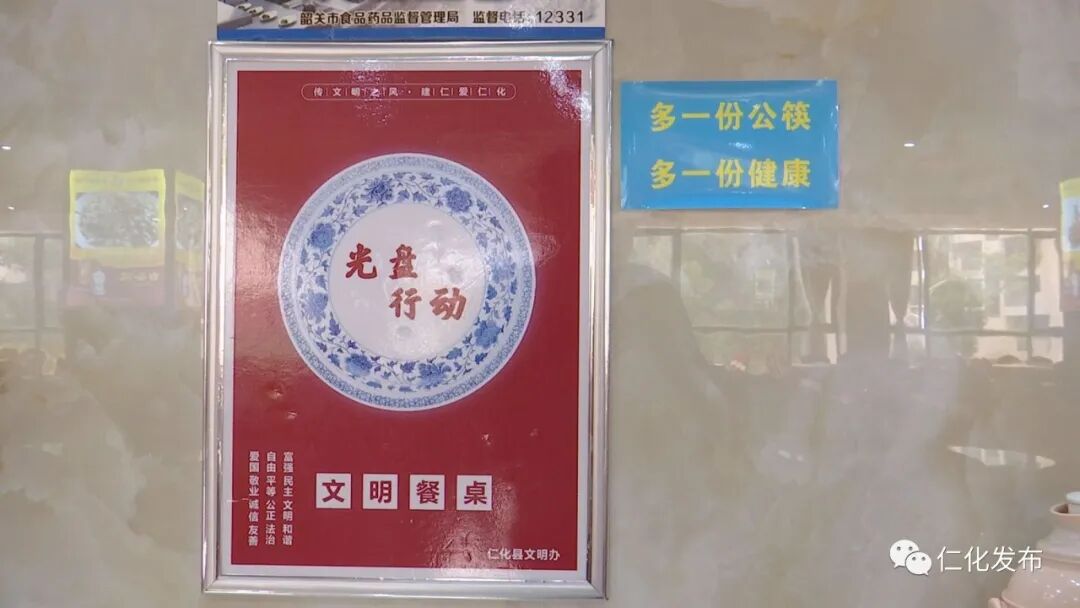 韶关市食品药品监督管理局 监督电话:12331
传文明之风·建仁爱仁化
光盘
行动
富强 民主 文明 和谐
自由 平等 公正 法治
爱国 敬业 诚信 友善
文明餐桌
仁化县文明办
多一份公筷
多一份健康
仁化发布